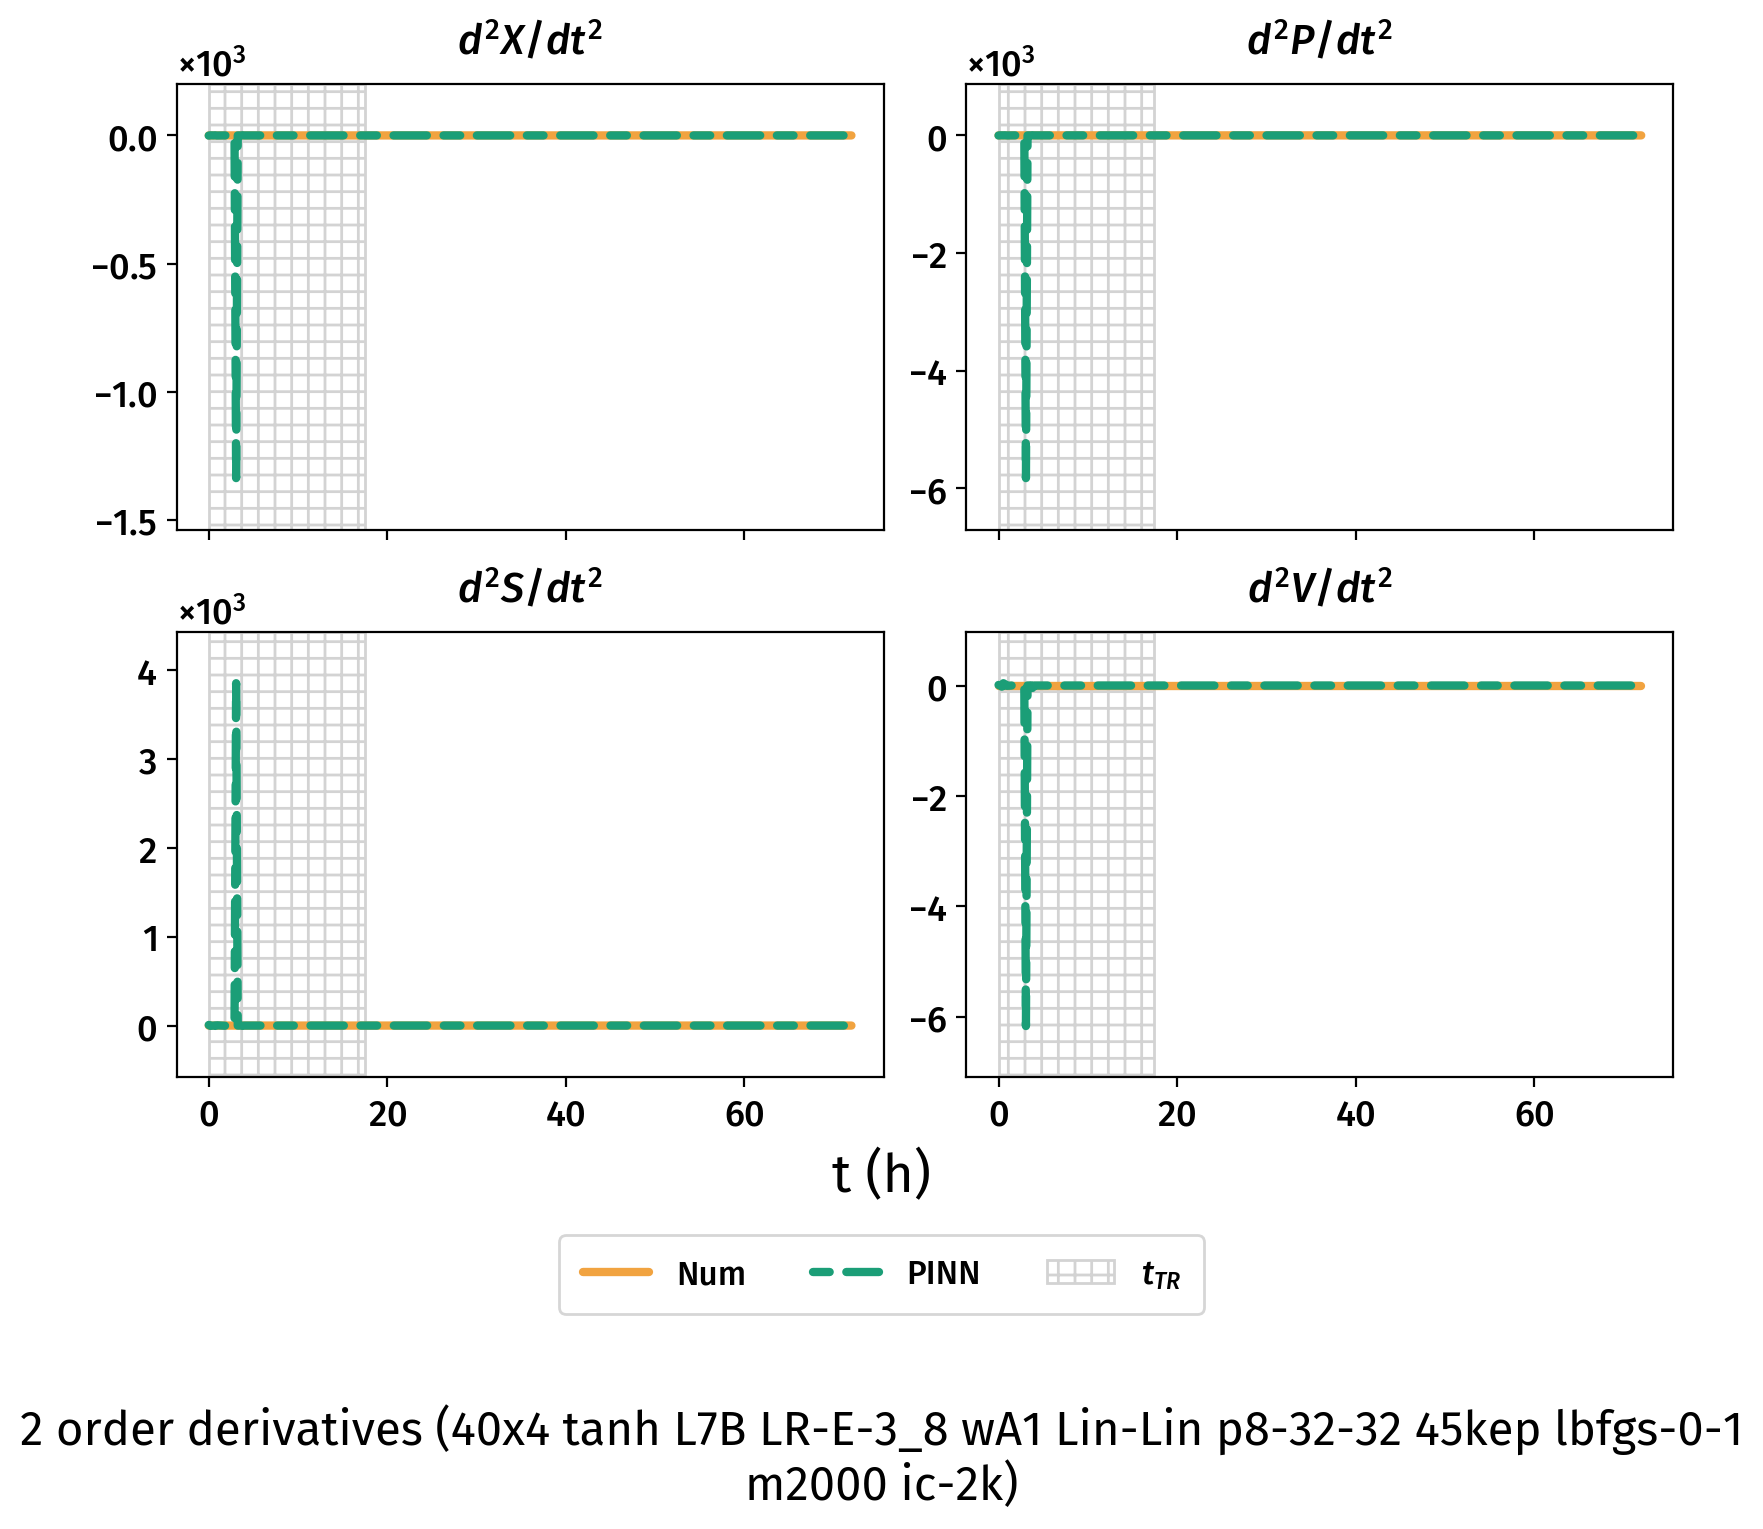 d²X/dt²
×10³
0.0
−0.5
−1.0
−1.5
d²P/dt²
×10³
0
−2
−4
−6
d²S/dt²
×10³
4
3
2
1
0
0 20 40 60
d²V/dt²
0
−2
−4
−6
0 20 40 60
t (h)
Num PINN t_TR
2 order derivatives (40x4 tanh L7B LR-E-3_8 wA1 Lin-Lin p8-32-32 45kep lbfgs-0-1
m2000 ic-2k)